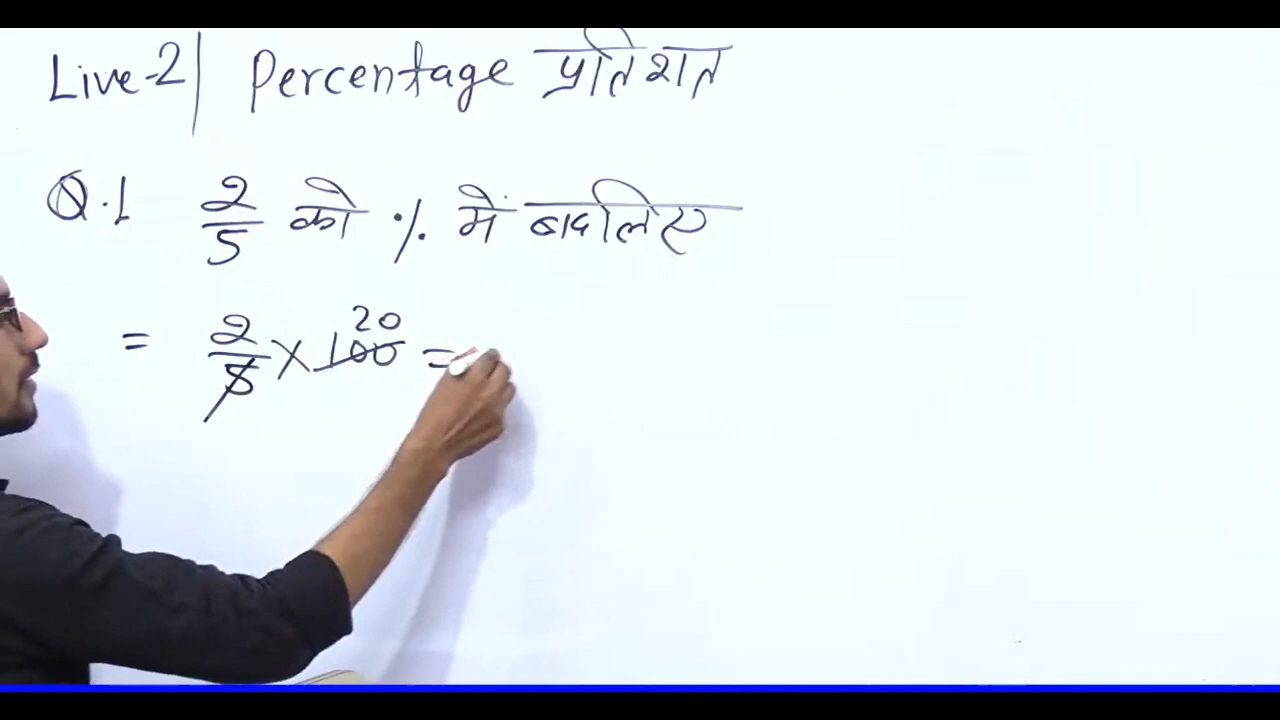 Live-2| Percentage प्रतिशत
Q.1 2/5 को % में बदलिए
= 2/5 × 100 20 =